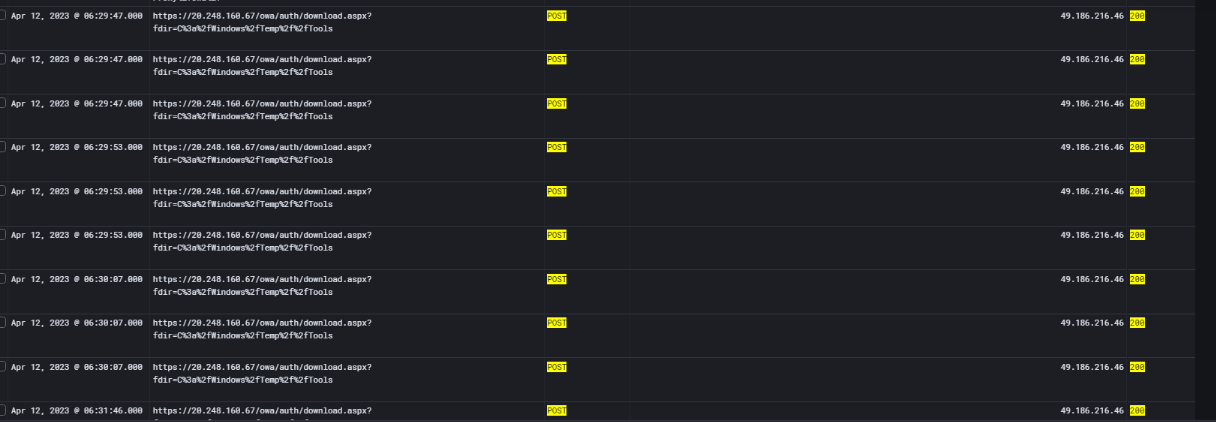 Apr 12, 2023 @ 06:29:47.000 https://20.248.160.67/owa/auth/download.aspx? POST 49.186.216.46 200
fdir=C%3a%2fWindows%2fTemp%2f%2fTools
Apr 12, 2023 @ 06:29:47.000 https://20.248.160.67/owa/auth/download.aspx? POST 49.186.216.46 200
fdir=C%3a%2fWindows%2fTemp%2f%2fTools
Apr 12, 2023 @ 06:29:47.000 https://20.248.160.67/owa/auth/download.aspx? POST 49.186.216.46 200
fdir=C%3a%2fWindows%2fTemp%2f%2fTools
Apr 12, 2023 @ 06:29:53.000 https://20.248.160.67/owa/auth/download.aspx? POST 49.186.216.46 200
fdir=C%3a%2fWindows%2fTemp%2f%2fTools
Apr 12, 2023 @ 06:29:53.000 https://20.248.160.67/owa/auth/download.aspx? POST 49.186.216.46 200
fdir=C%3a%2fWindows%2fTemp%2f%2fTools
Apr 12, 2023 @ 06:29:53.000 https://20.248.160.67/owa/auth/download.aspx? POST 49.186.216.46 200
fdir=C%3a%2fWindows%2fTemp%2f%2fTools
Apr 12, 2023 @ 06:30:07.000 https://20.248.160.67/owa/auth/download.aspx? POST 49.186.216.46 200
fdir=C%3a%2fWindows%2fTemp%2f%2fTools
Apr 12, 2023 @ 06:30:07.000 https://20.248.160.67/owa/auth/download.aspx? POST 49.186.216.46 200
fdir=C%3a%2fWindows%2fTemp%2f%2fTools
Apr 12, 2023 @ 06:30:07.000 https://20.248.160.67/owa/auth/download.aspx? POST 49.186.216.46 200
fdir=C%3a%2fWindows%2fTemp%2f%2fTools
Apr 12, 2023 @ 06:31:46.000 https://20.248.160.67/owa/auth/download.aspx? POST 49.186.216.46 200